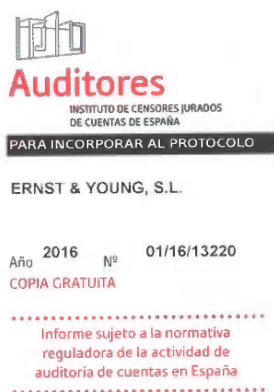 Auditores
INSTITUTO DE CENSORES JURADOS
DE CUENTAS DE ESPAÑA
PARA INCORPORAR AL PROTOCOLO
ERNST & YOUNG, S.L.
Año 2016 Nº 01/16/13220
COPIA GRATUITA
Informe sujeto a la normativa
reguladora de la actividad de
auditoría de cuentas en España